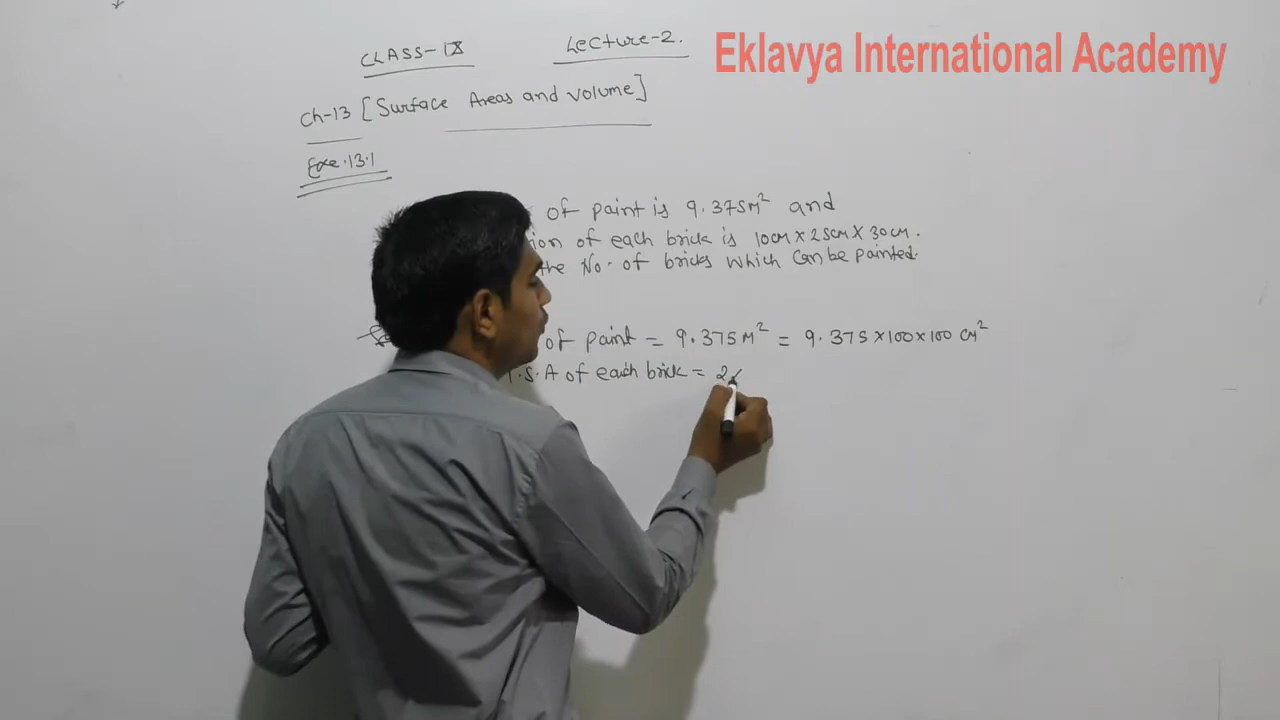 CLASS-IX Lecture-2.
Eklavya International Academy
Ch-13 [Surface Areas and volume]
Exe.13.1
of paint is 9.375M² and
ion of each brick is 10cM X 25cM X 30cM.
the No. of bricks which can be painted.
of paint = 9.375M² = 9.375 X 100 X 100 cM²
.S.A of each brick = 2